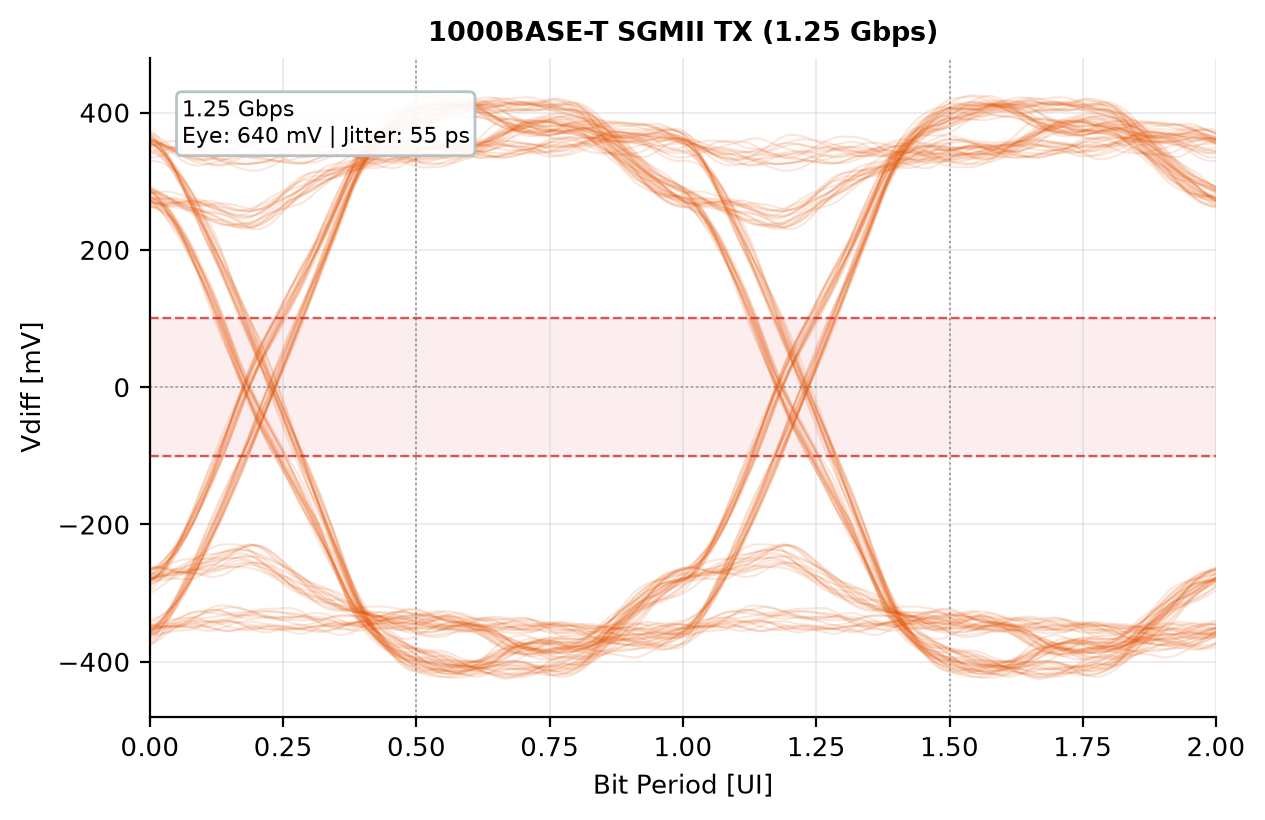 1000BASE-T SGMII TX (1.25 Gbps)
1.25 Gbps
Eye: 640 mV | Jitter: 55 ps
Vdiff [mV]
400
200
0
−200
−400
0.00 0.25 0.50 0.75 1.00 1.25 1.50 1.75 2.00
Bit Period [UI]